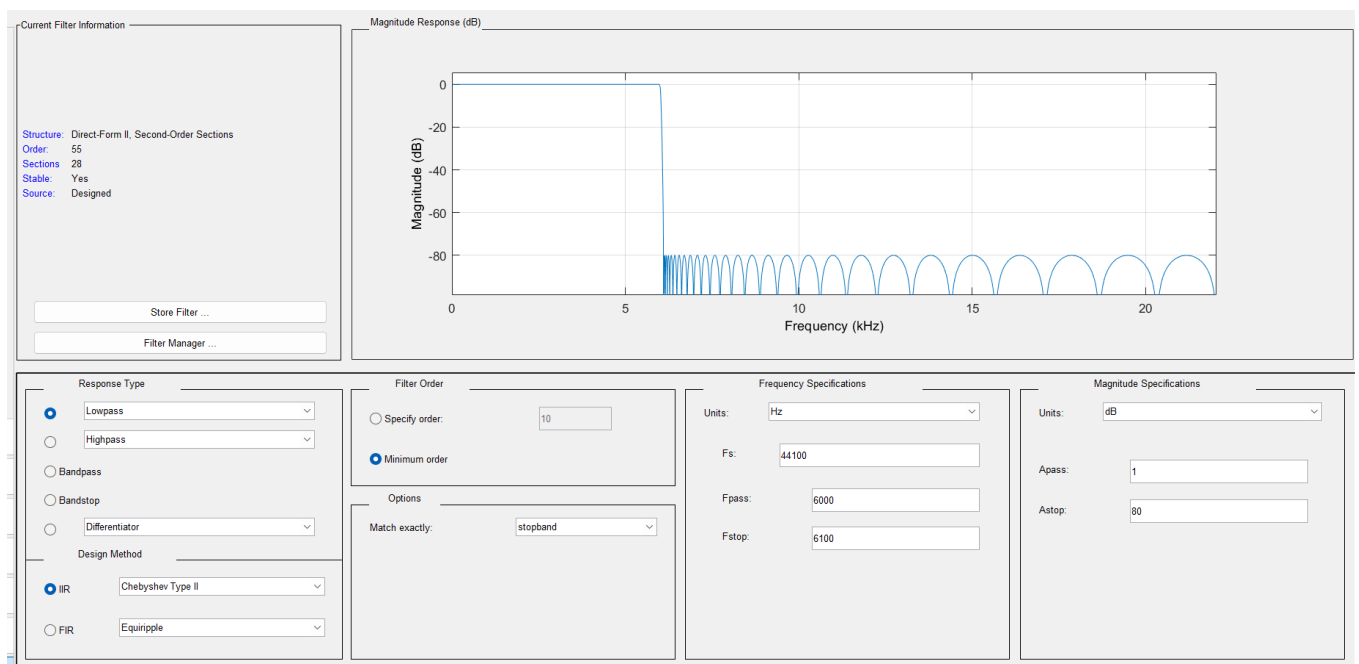 Current Filter Information
Structure: Direct-Form II, Second-Order Sections
Order: 55
Sections 28
Stable: Yes
Source: Designed
Store Filter ...
Filter Manager ...
Magnitude Response (dB)
Magnitude (dB)
0
-20
-40
-60
-80
0 5 10 15 20
Frequency (kHz)
Response Type
Lowpass
Highpass
Bandpass
Bandstop
Differentiator
Design Method
IIR Chebyshev Type II
FIR Equiripple
Filter Order
Specify order: 10
Minimum order
Options
Match exactly: stopband
Frequency Specifications
Units: Hz
Fs: 44100
Fpass: 6000
Fstop: 6100
Magnitude Specifications
Units: dB
Apass: 1
Astop: 80